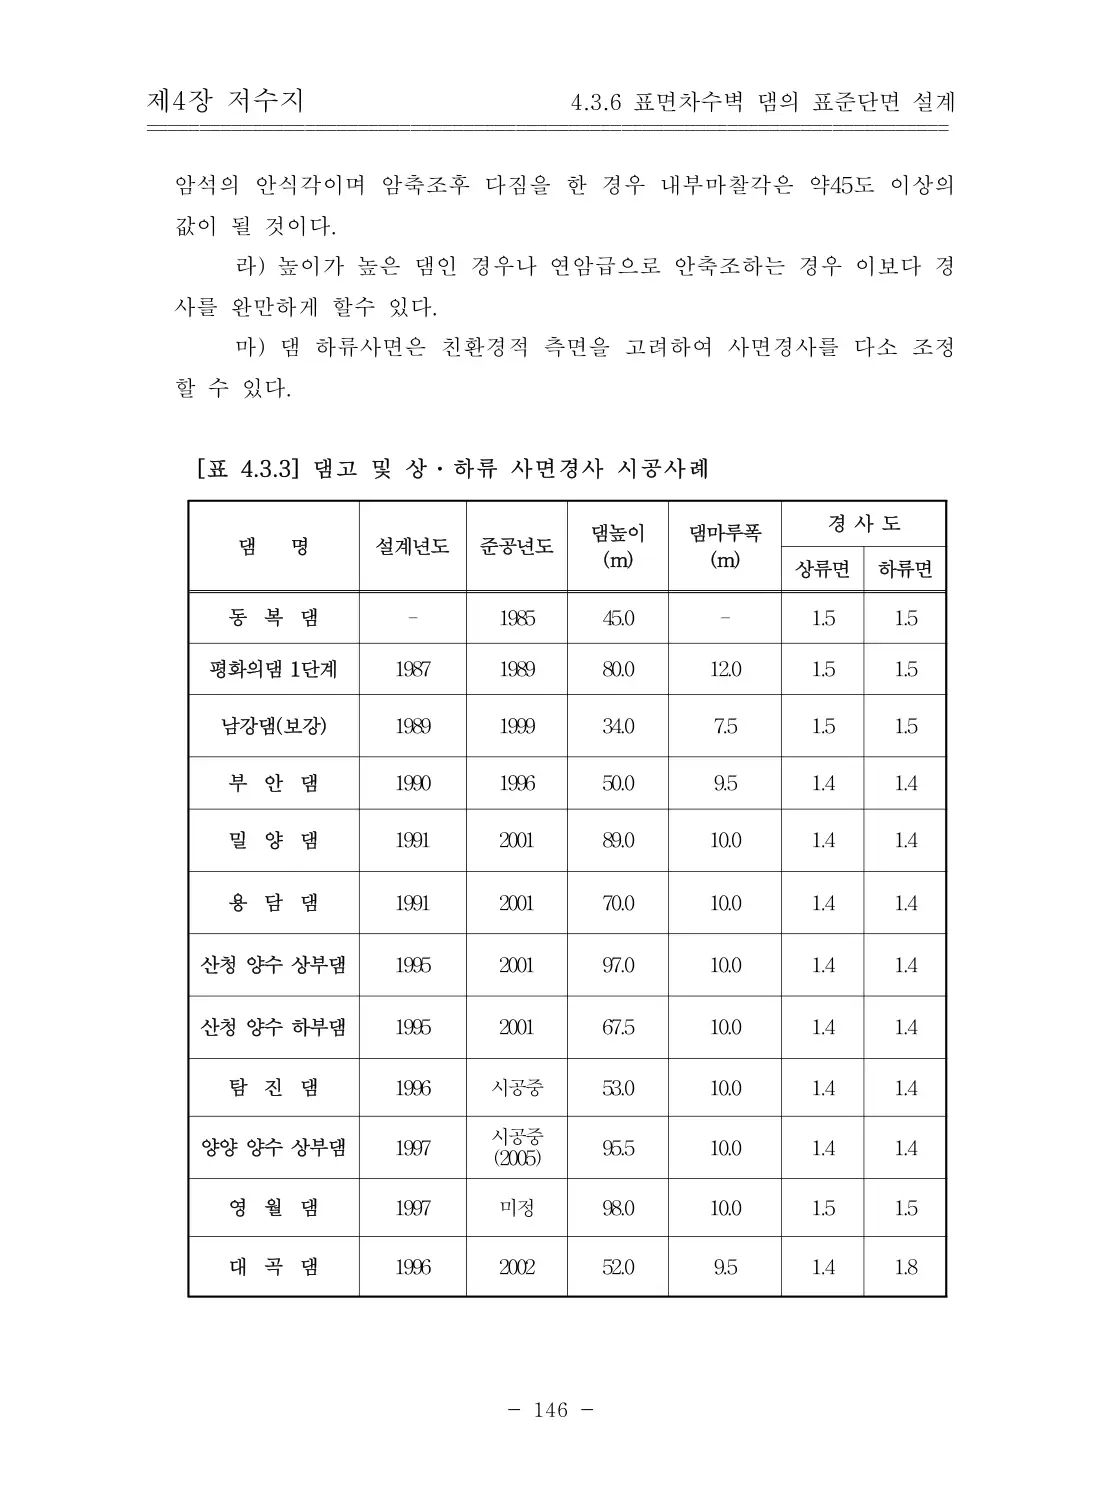 제4장 저수지 4.3.6 표면차수벽 댐의 표준단면 설계
암석의 안식각이며 암축조후 다짐을 한 경우 내부마찰각은 약45도 이상의
값이 될 것이다.
라) 높이가 높은 댐인 경우나 연암급으로 안축조하는 경우 이보다 경
사를 완만하게 할수 있다.
마) 댐 하류사면은 친환경적 측면을 고려하여 사면경사를 다소 조정
할 수 있다.
[표 4.3.3] 댐고 및 상·하류 사면경사 시공사례
댐 명 설계년도 준공년도 댐높이 (m) 댐마루폭 (m) 경 사 도
상류면 하류면
동 복 댐 - 1985 45.0 - 1.5 1.5
평화의댐 1단계 1987 1989 80.0 12.0 1.5 1.5
남강댐(보강) 1989 1999 34.0 7.5 1.5 1.5
부 안 댐 1990 1996 50.0 9.5 1.4 1.4
밀 양 댐 1991 2001 89.0 10.0 1.4 1.4
용 담 댐 1991 2001 70.0 10.0 1.4 1.4
산청 양수 상부댐 1995 2001 97.0 10.0 1.4 1.4
산청 양수 하부댐 1995 2001 67.5 10.0 1.4 1.4
탐 진 댐 1996 시공중 53.0 10.0 1.4 1.4
양양 양수 상부댐 1997 시공중 (2005) 95.5 10.0 1.4 1.4
영 월 댐 1997 미정 98.0 10.0 1.5 1.5
대 곡 댐 1996 2002 52.0 9.5 1.4 1.8
- 146 -